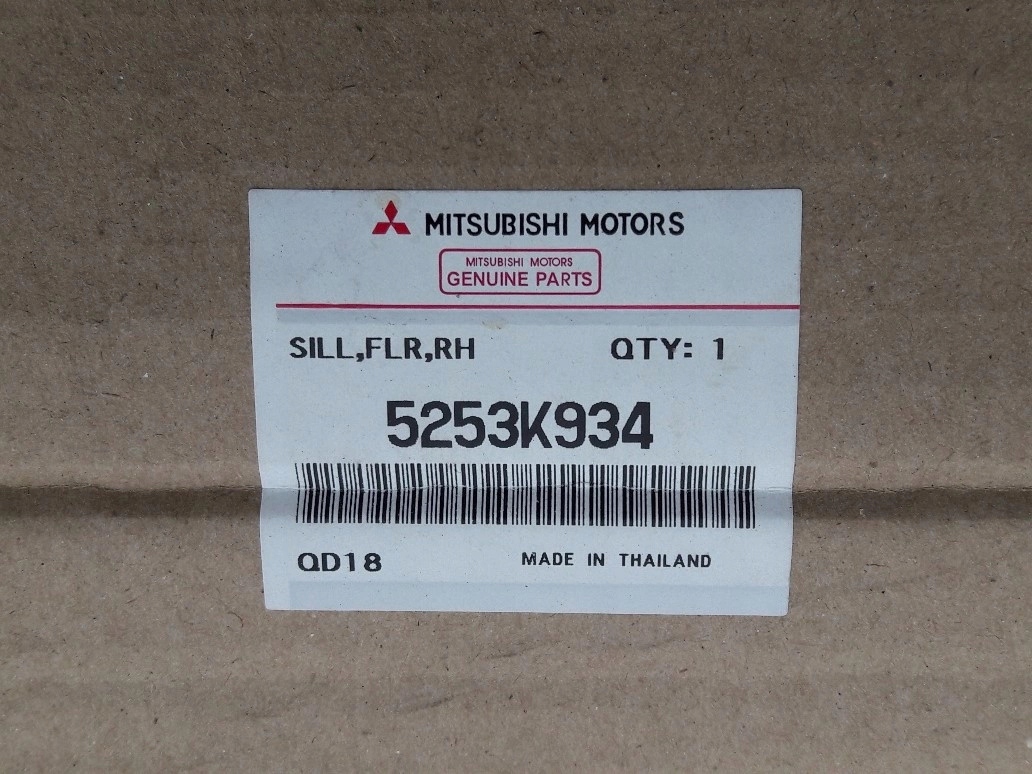 MITSUBISHI MOTORS
MITSUBISHI MOTORS
GENUINE PARTS
SILL,FLR,RH QTY: 1
5253K934
QD18 MADE IN THAILAND